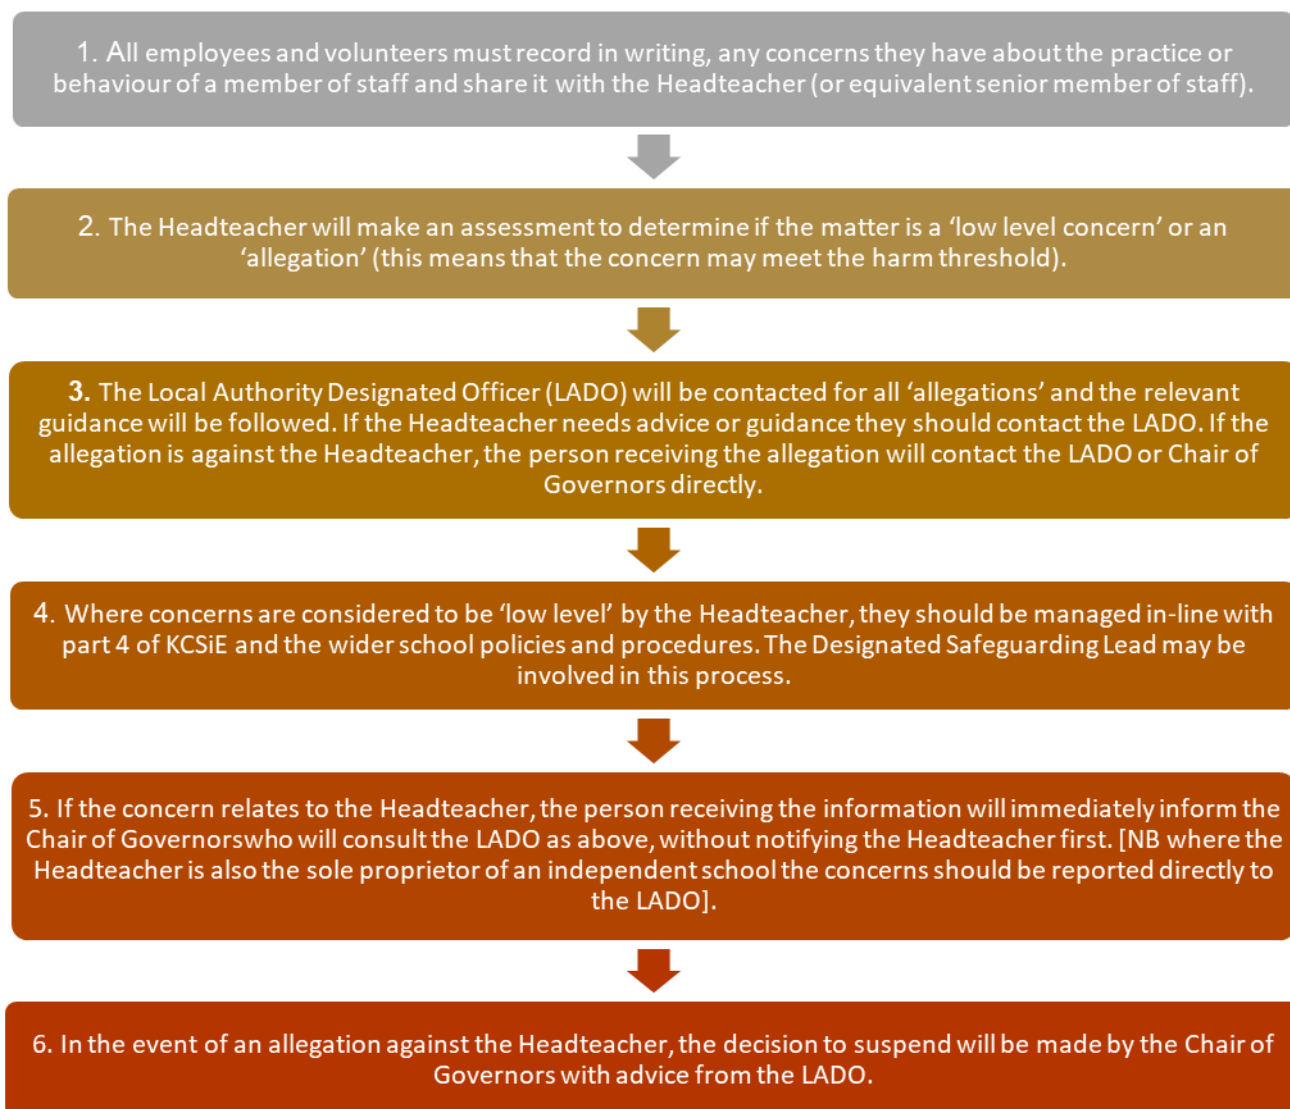 1. All employees and volunteers must record in writing, any concerns they have about the practice or
behaviour of a member of staff and share it with the Headteacher (or equivalent senior member of staff).
2. The Headteacher will make an assessment to determine if the matter is a ‘low level concern’ or an
‘allegation’ (this means that the concern may meet the harm threshold).
3. The Local Authority Designated Officer (LADO) will be contacted for all ‘allegations’ and the relevant
guidance will be followed. If the Headteacher needs advice or guidance they should contact the LADO. If the
allegation is against the Headteacher, the person receiving the allegation will contact the LADO or Chair of
Governors directly.
4. Where concerns are considered to be ‘low level’ by the Headteacher, they should be managed in-line with
part 4 of KCSiE and the wider school policies and procedures. The Designated Safeguarding Lead may be
involved in this process.
5. If the concern relates to the Headteacher, the person receiving the information will immediately inform the
Chair of Governorswho will consult the LADO as above, without notifying the Headteacher first. [NB where the
Headteacher is also the sole proprietor of an independent school the concerns should be reported directly to
the LADO].
6. In the event of an allegation against the Headteacher, the decision to suspend will be made by the Chair of
Governors with advice from the LADO.